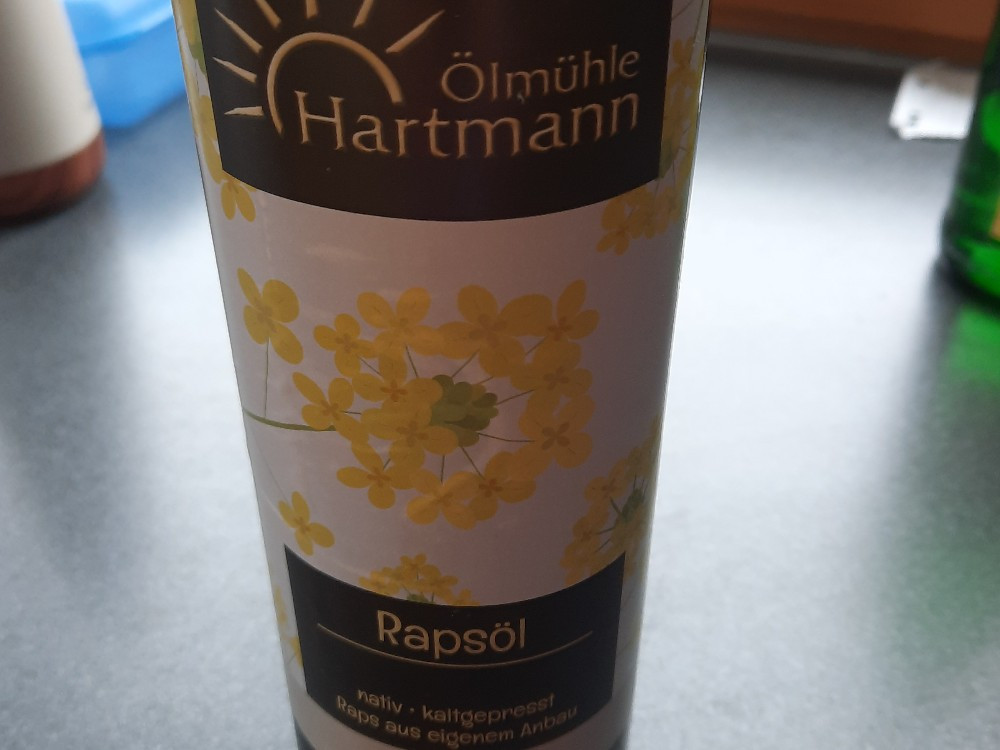 Ölmühle
Hartmann
Rapsöl
nativ · kaltgepresst
Raps aus eigenem Anbau